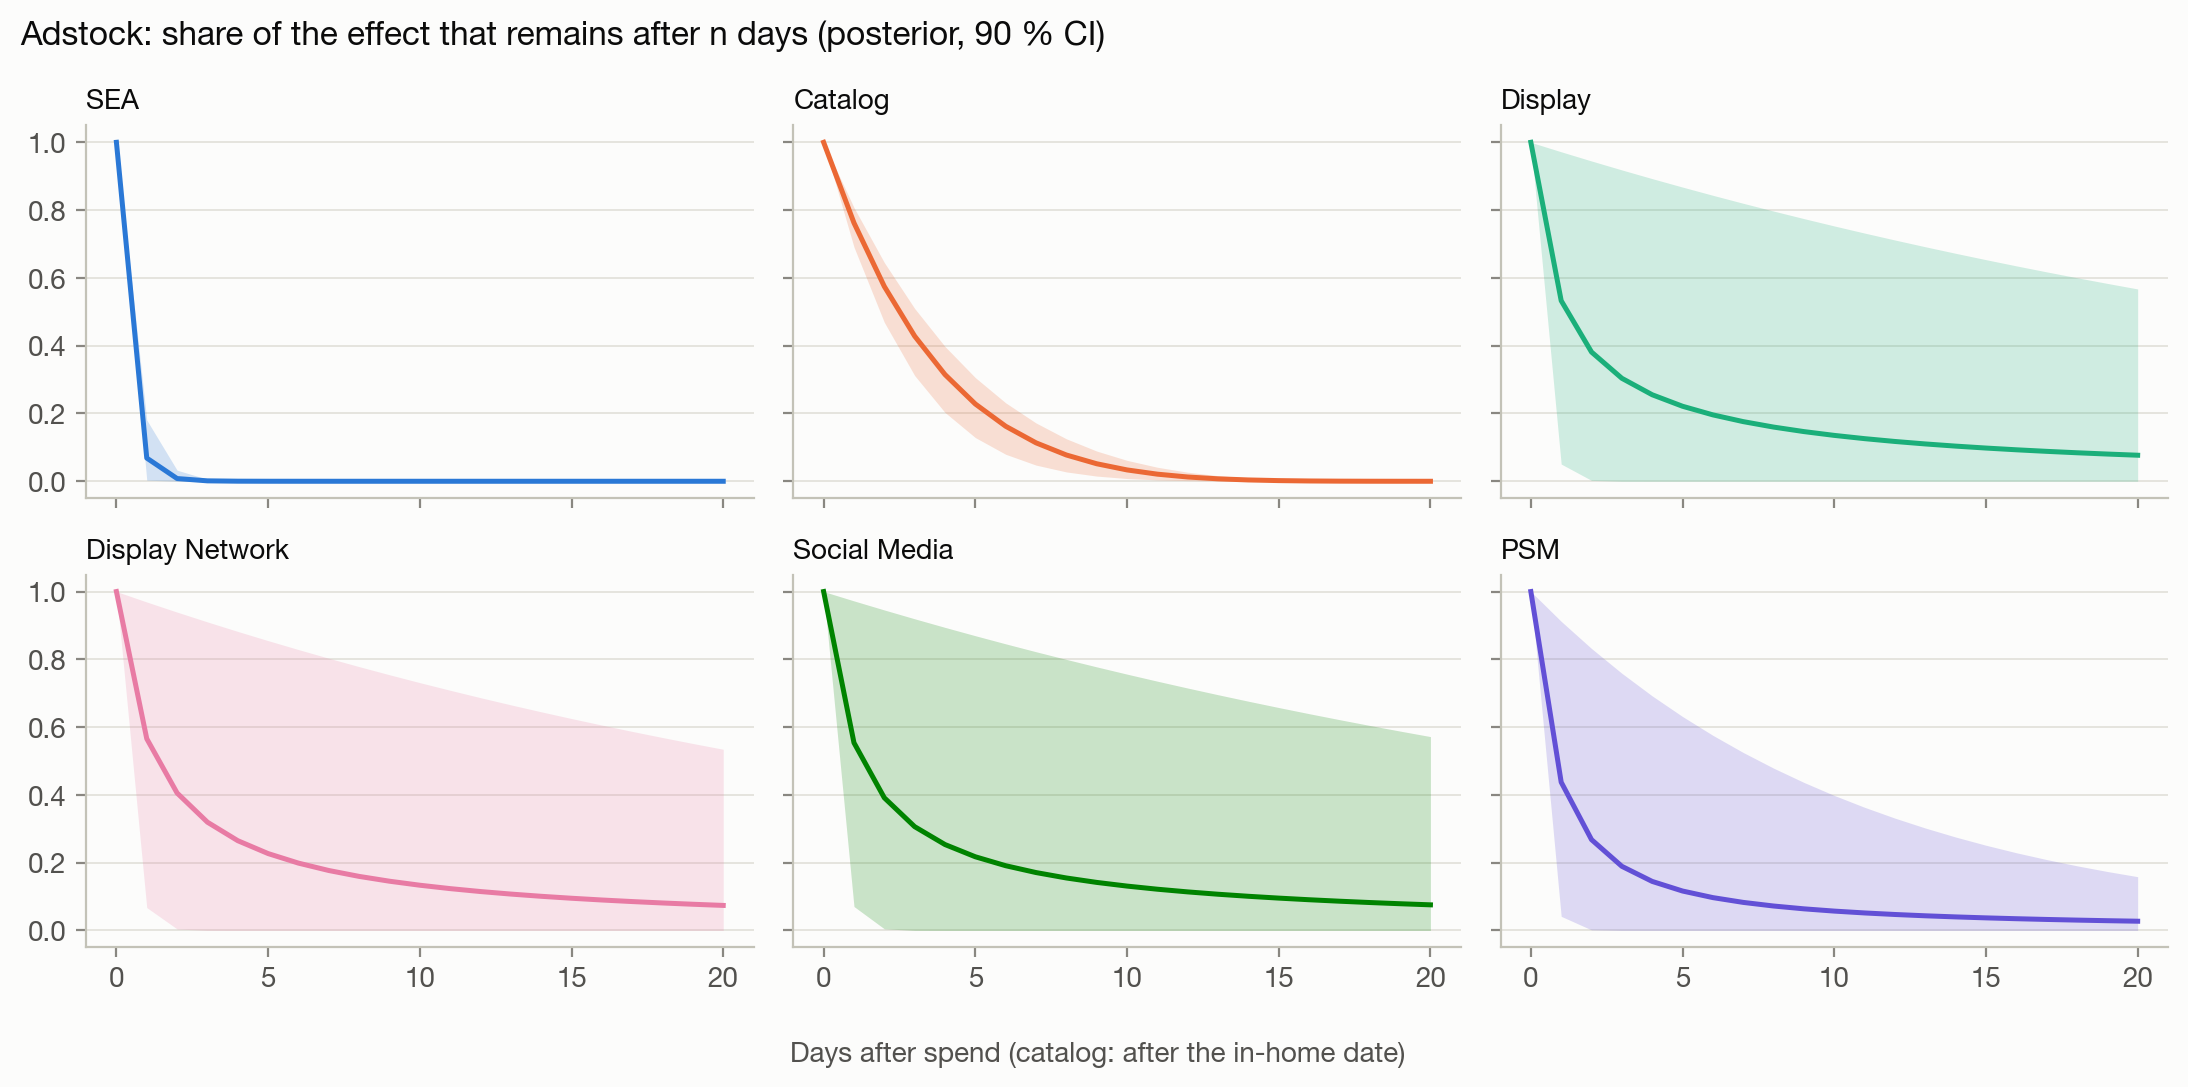 Adstock: share of the effect that remains after n days (posterior, 90 % CI)
SEA
Catalog
Display
1.0
0.8
0.6
0.4
0.2
0.0
Display Network
Social Media
PSM
1.0
0.8
0.6
0.4
0.2
0.0
0 5 10 15 20
0 5 10 15 20
0 5 10 15 20
Days after spend (catalog: after the in-home date)